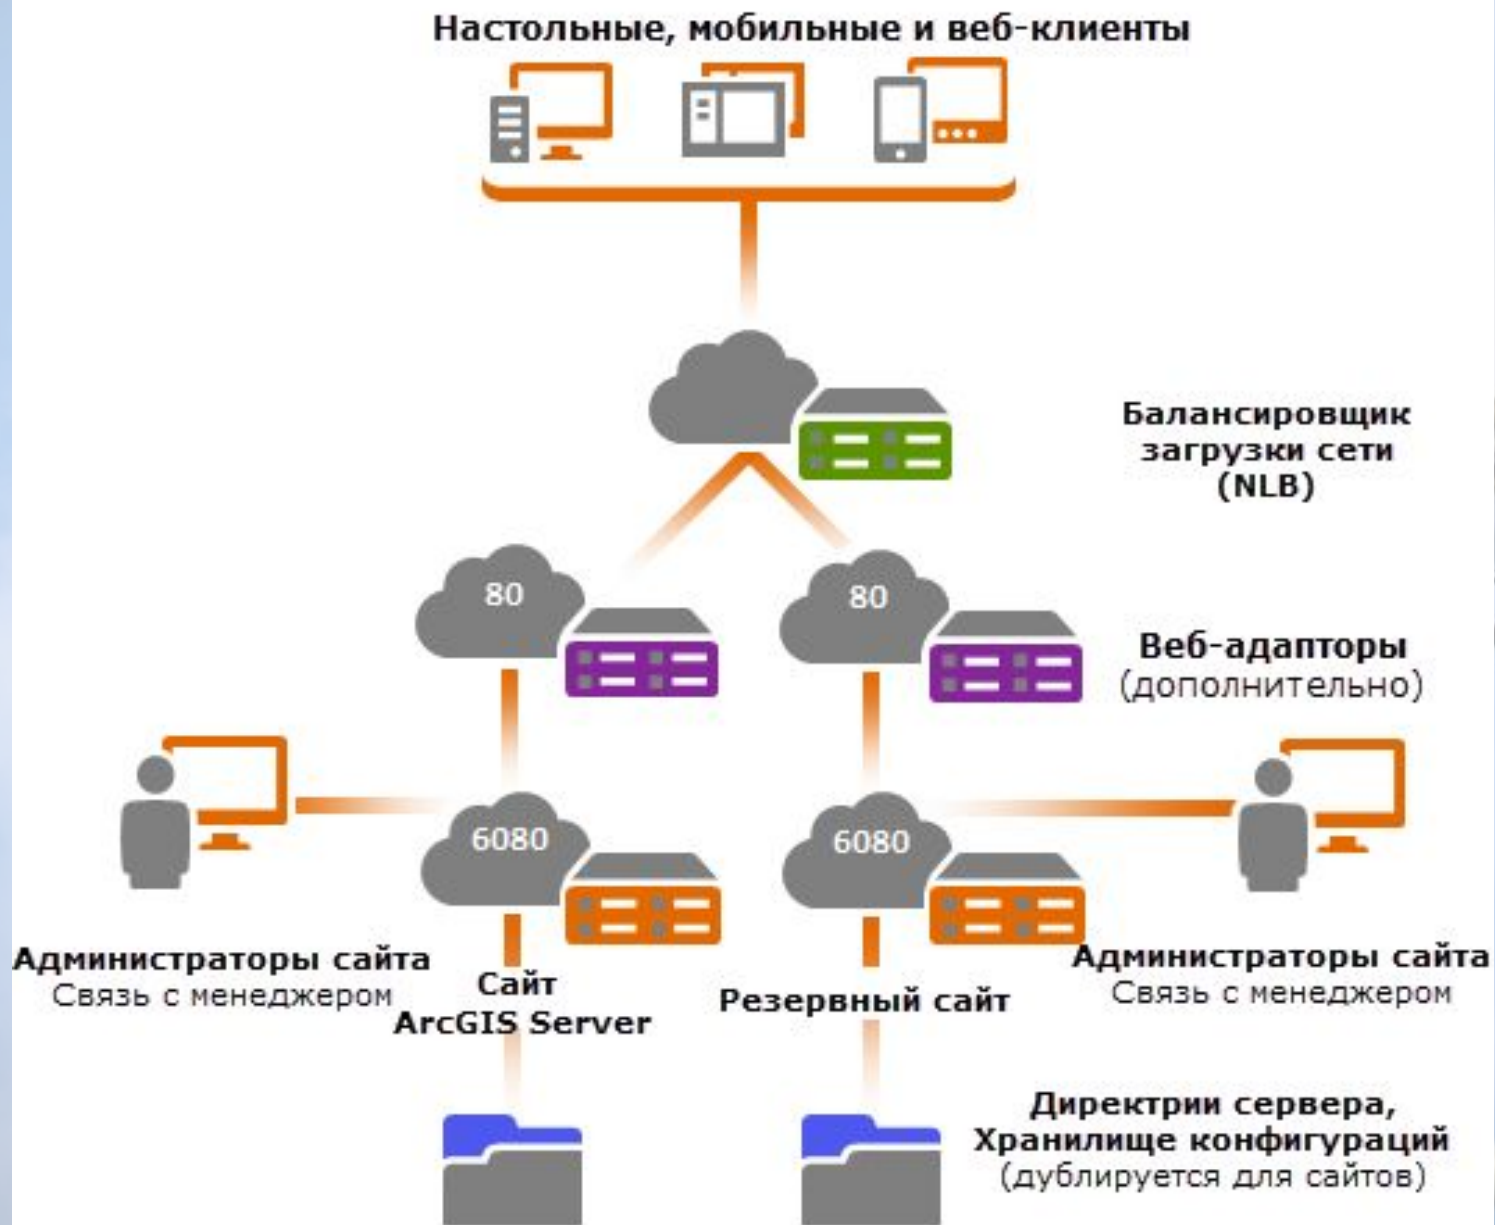 Настольные, мобильные и веб-клиенты
Балансировщик
загрузки сети
(NLB)
80
80
Веб-адапторы
(дополнительно)
6080
6080
Администраторы сайта
Связь с менеджером
Сайт
ArcGIS Server
Резервный сайт
Администраторы сайта
Связь с менеджером
Директрии сервера,
Хранилище конфигураций
(дублируется для сайтов)